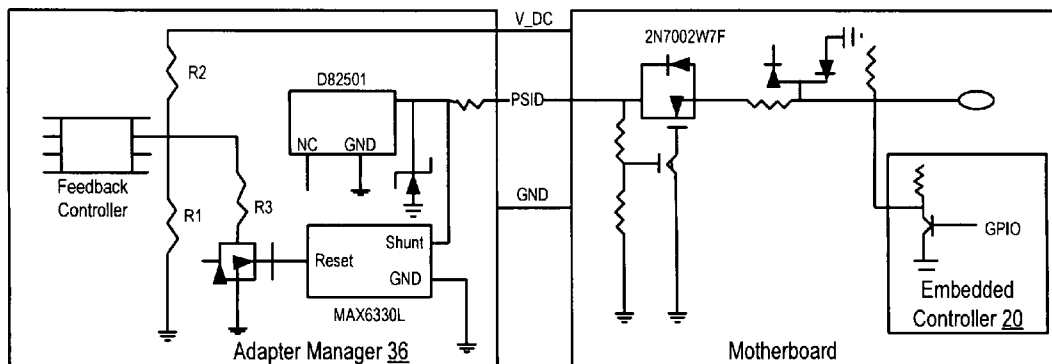 V_DC
2N7002W7F
R2
D82501
PSID
NC
GND
Feedback
Controller
R1
R3
GND
Shunt
Reset
GND
GPIO
MAX6330L
Embedded
Controller 20
Adapter Manager 36
Motherboard